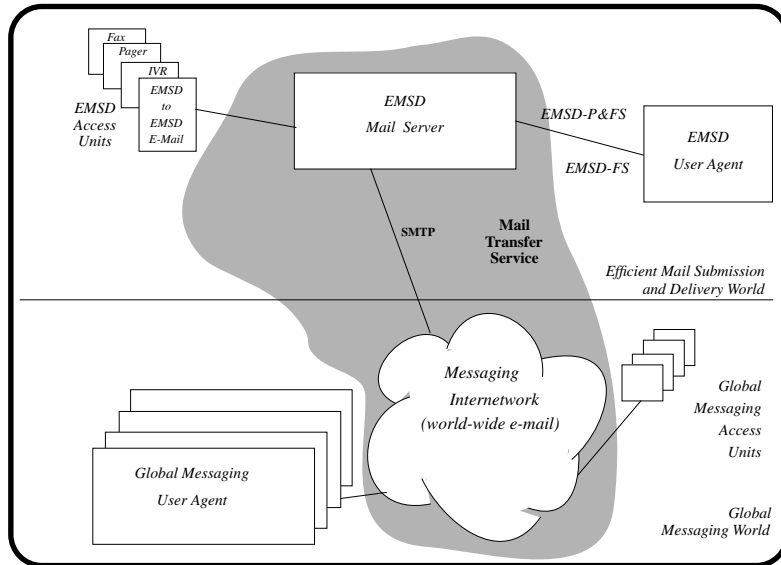 Fax
Pager
IVR
EMSD
to
EMSD
E-Mail
EMSD
Access
Units
EMSD
Mail Server
EMSD-P&FS
EMSD-FS
EMSD
User Agent
SMTP
Mail
Transfer
Service
Efficient Mail Submission
and Delivery World
Messaging
Internetwork
(world-wide e-mail)
Global
Messaging
Access
Units
Global Messaging
User Agent
Global
Messaging World